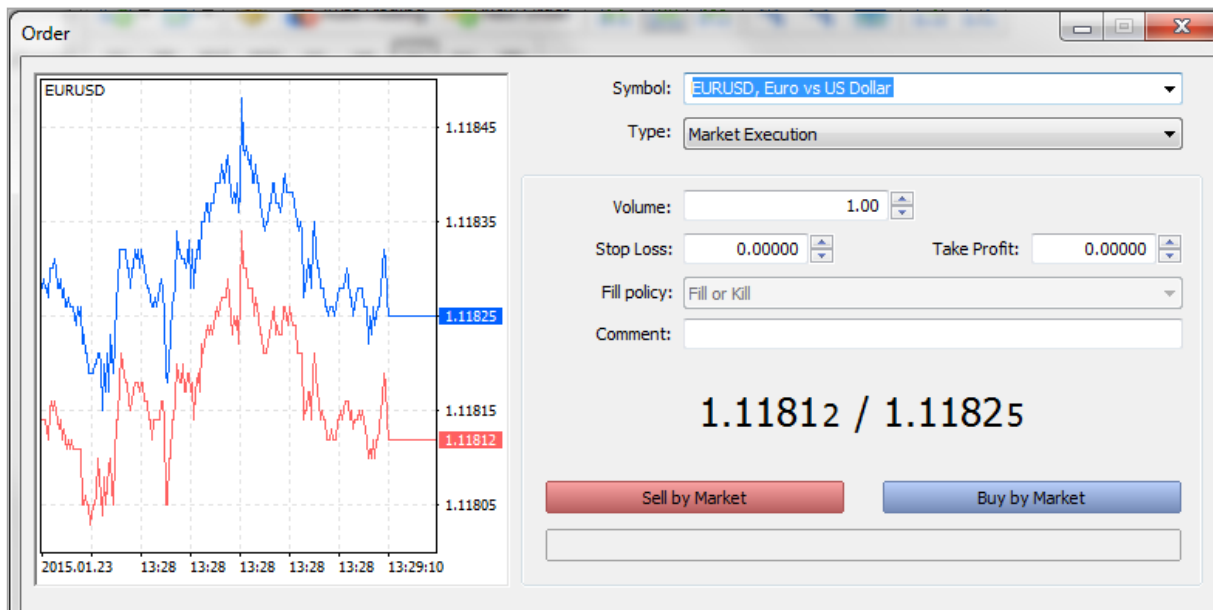 Order
EURUSD
1.11845
1.11835
1.11825
1.11815
1.11812
1.11805
2015.01.23 13:28 13:28 13:28 13:28 13:28 13:29:10
Symbol: EURUSD, Euro vs US Dollar
Type: Market Execution
Volume: 1.00
Stop Loss: 0.00000 Take Profit: 0.00000
Fill policy: Fill or Kill
Comment:
1.11812 / 1.11825
Sell by Market Buy by Market